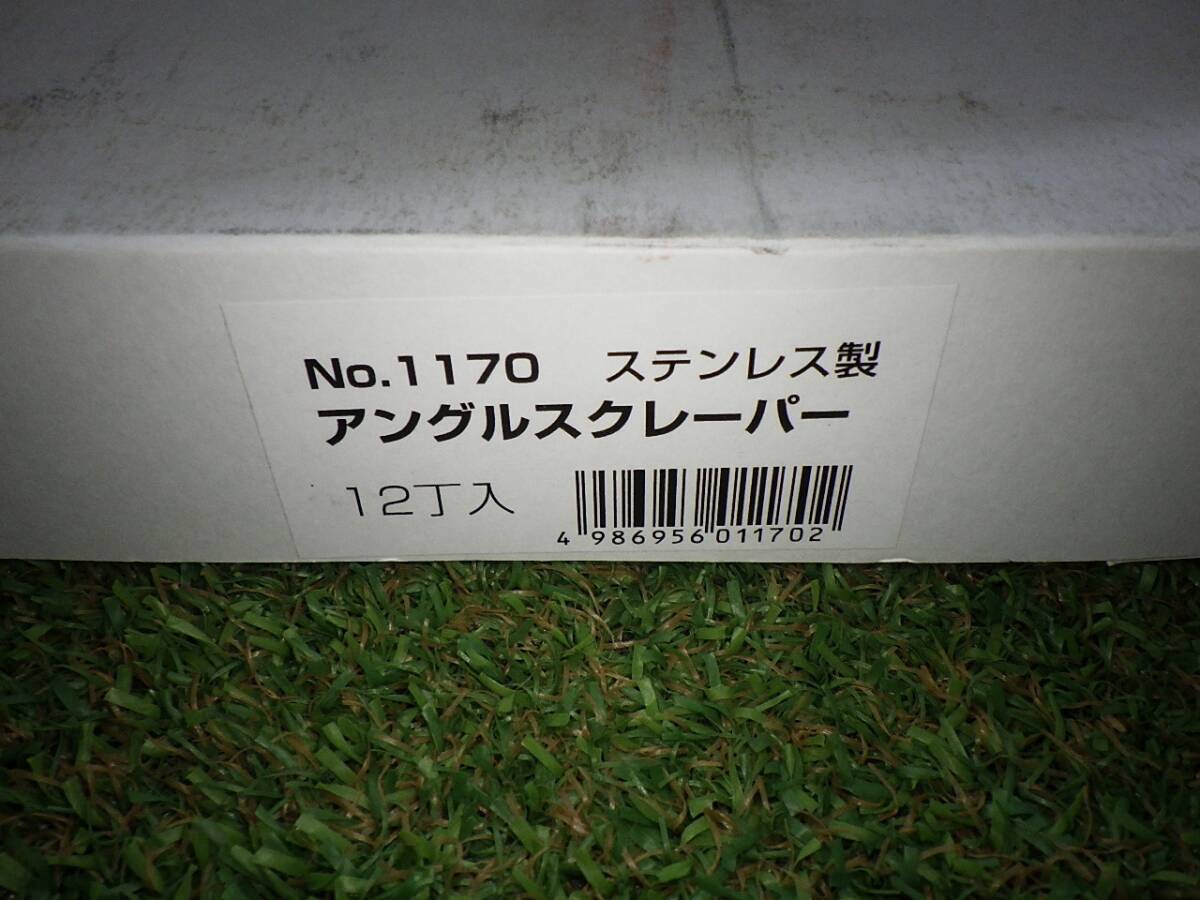 No.1170 ステンレス製
アングルスクレーパー
12丁入
4 986956 011702